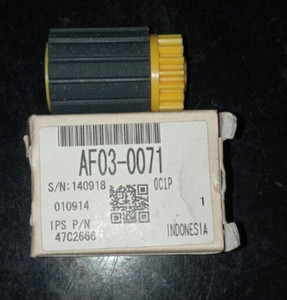 AF03-0071
S/N:140918 0C1P
010914 1
IPS P/N
47C2666 INDONESIA